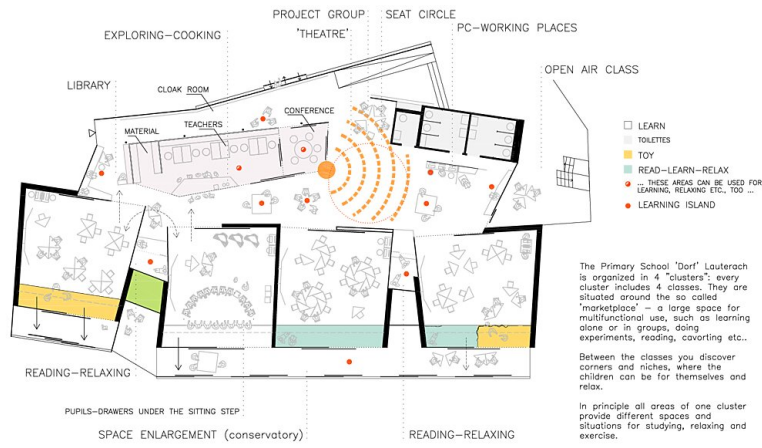 PROJECT GROUP
SEAT CIRCLE
'THEATRE'
PC-WORKING PLACES
EXPLORING-COOKING
OPEN AIR CLASS
LIBRARY
CLOAK ROOM
CONFERENCE
TEACHERS
MATERIAL
LEARN
TOILETTES
TOY
READ-LEARN-RELAX
... THESE AREAS CAN BE USED FOR
LEARNING, RELAXING ETC., TOO ...
LEARNING ISLAND
The Primary School 'Dorf' Lauterach
is organized in 4 "clusters": every
cluster includes 4 classes. They are
situated around the so called
'marketplace' – a large space for
multifunctional use, such as learning
alone or in groups, doing
experiments, reading, cavorting etc..
Between the classes you discover
corners and niches, where the
children can be for themselves and
relax.
In principle all areas of one cluster
provide different spaces and
situations for studying, relaxing and
exercise.
READING-RELAXING
PUPILS-DRAWERS UNDER THE SITTING STEP
SPACE ENLARGEMENT (conservatory)
READING-RELAXING